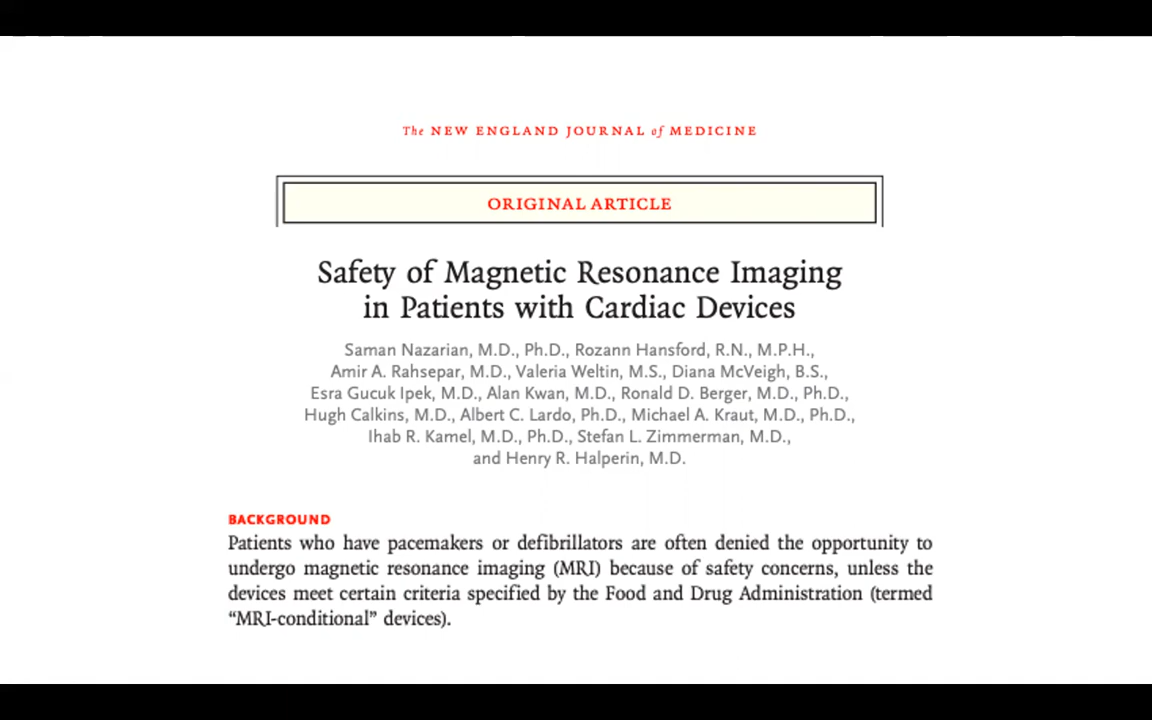 The NEW ENGLAND JOURNAL of MEDICINE
ORIGINAL ARTICLE
Safety of Magnetic Resonance Imaging
in Patients with Cardiac Devices
Saman Nazarian, M.D., Ph.D., Rozann Hansford, R.N., M.P.H.,
Amir A. Rahsepar, M.D., Valeria Weltin, M.S., Diana McVeigh, B.S.,
Esra Gucuk Ipek, M.D., Alan Kwan, M.D., Ronald D. Berger, M.D., Ph.D.,
Hugh Calkins, M.D., Albert C. Lardo, Ph.D., Michael A. Kraut, M.D., Ph.D.,
Ihab R. Kamel, M.D., Ph.D., Stefan L. Zimmerman, M.D.,
and Henry R. Halperin, M.D.
BACKGROUND
Patients who have pacemakers or defibrillators are often denied the opportunity to
undergo magnetic resonance imaging (MRI) because of safety concerns, unless the
devices meet certain criteria specified by the Food and Drug Administration (termed
“MRI-conditional” devices).